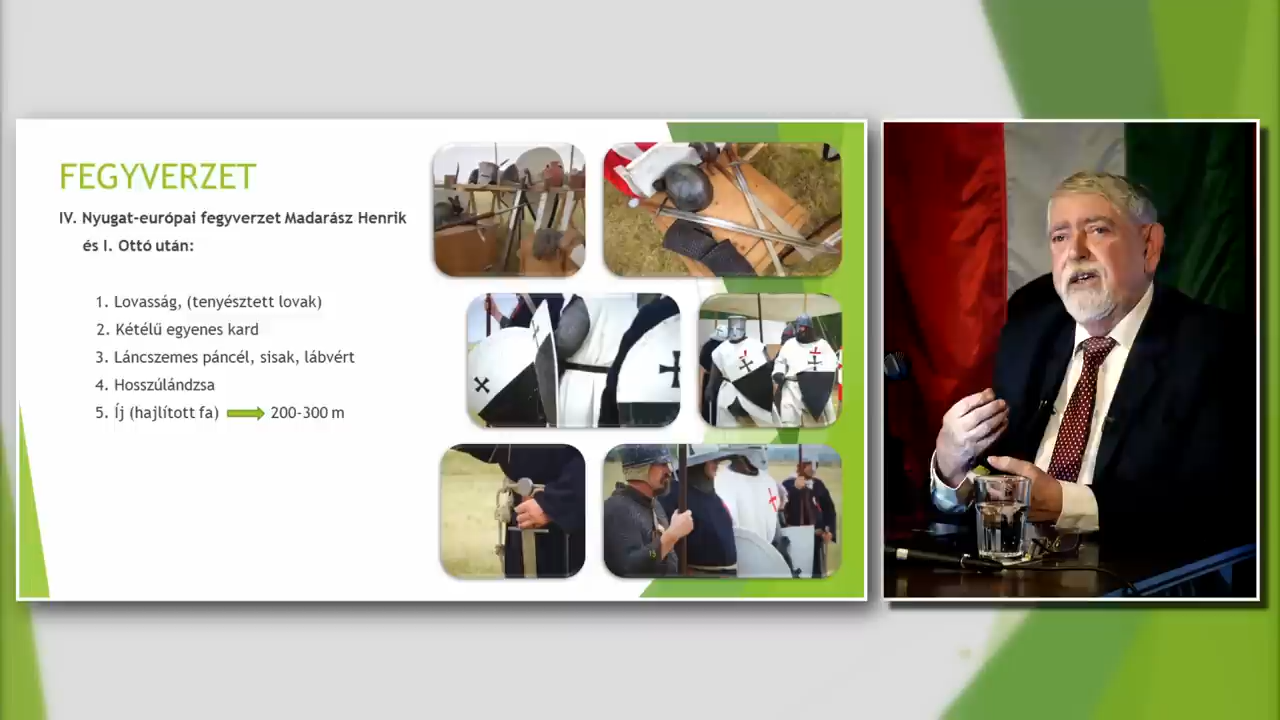 FEGYVERZET
IV. Nyugat-európai fegyverzet Madarász Henrik
és I. Ottó után:
1. Lovasság, (tenyésztett lovak)
2. Kétélű egyenes kard
3. Láncszemes páncél, sisak, lábvért
4. Hosszúlándzsa
5. Íj (hajlított fa) 200-300 m
15